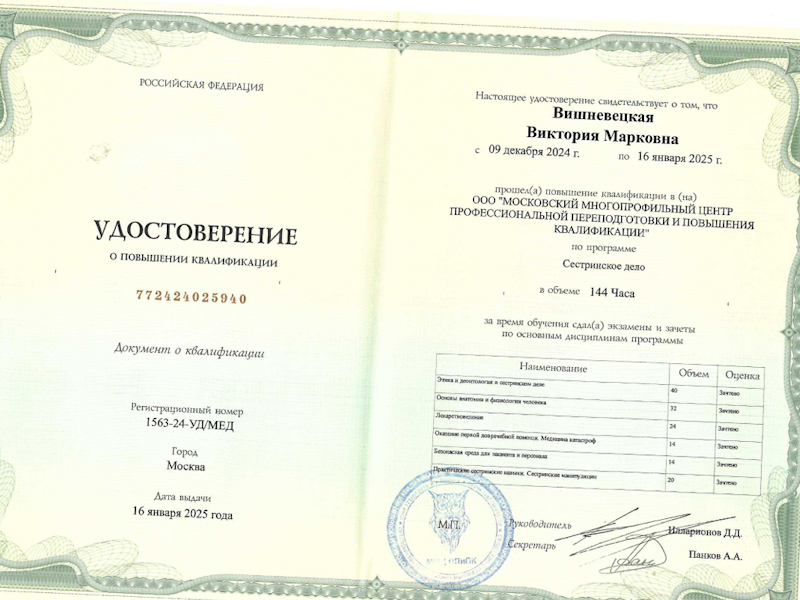 РОССИЙСКАЯ ФЕДЕРАЦИЯ
УДОСТОВЕРЕНИЕ
О ПОВЫШЕНИИ КВАЛИФИКАЦИИ
772424025940
Документ о квалификации
Регистрационный номер
1563-24-УД/МЕД
Город
Москва
Дата выдачи
16 января 2025 года
Настоящее удостоверение свидетельствует о том, что
Вишневецкая
Виктория Марковна
с 09 декабря 2024 г. по 16 января 2025 г.
прошел(а) повышение квалификации в (на)
ООО "МОСКОВСКИЙ МНОГОПРОФИЛЬНЫЙ ЦЕНТР
ПРОФЕССИОНАЛЬНОЙ ПЕРЕПОДГОТОВКИ И ПОВЫШЕНИЯ
КВАЛИФИКАЦИИ"
по программе
Сестринское дело
в объеме 144 Часа
за время обучения сдал(а) экзамены и зачеты
по основным дисциплинам программы
Наименование Объем Оценка
Этика и деонтология в сестринском деле 40 Зачтено
Основы анатомии и физиология человека 32 Зачтено
Лекарствоведение 24 Зачтено
Оказание первой доврачебной помощи. Медицина катастроф 14 Зачтено
Безопасная среда для пациента и персонала 14 Зачтено
Практические сестринские навыки. Сестринские манипуляции 20 Зачтено
М.П.
Руководитель Илларионов Д.Д.
Секретарь Панков А.А.